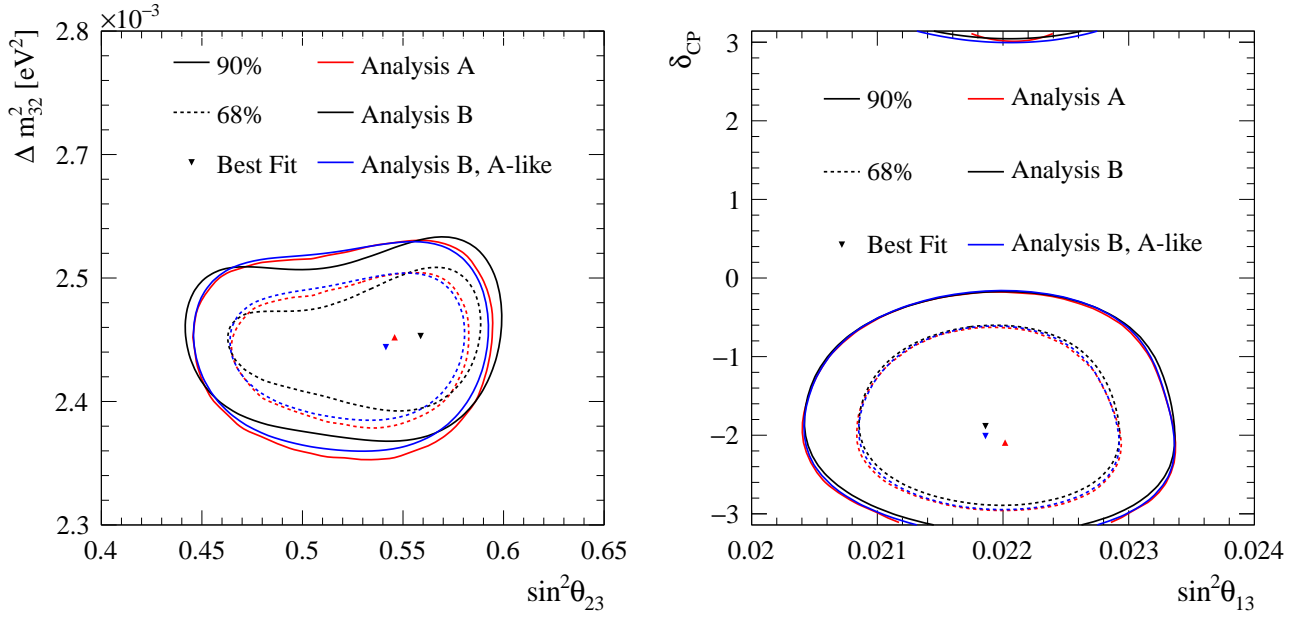 ×10⁻³
2.8
2.7
2.5
2.4
2.3
Δ m²₃₂ [eV²]
90%
Analysis A
68%
Analysis B
Best Fit
Analysis B, A-like
0.4 0.45 0.5 0.55 0.6 0.65
sin²θ₂₃
δCP
3
2
1
0
−1
−2
−3
90%
Analysis A
68%
Analysis B
Best Fit
Analysis B, A-like
0.02 0.021 0.022 0.023 0.024
sin²θ₁₃